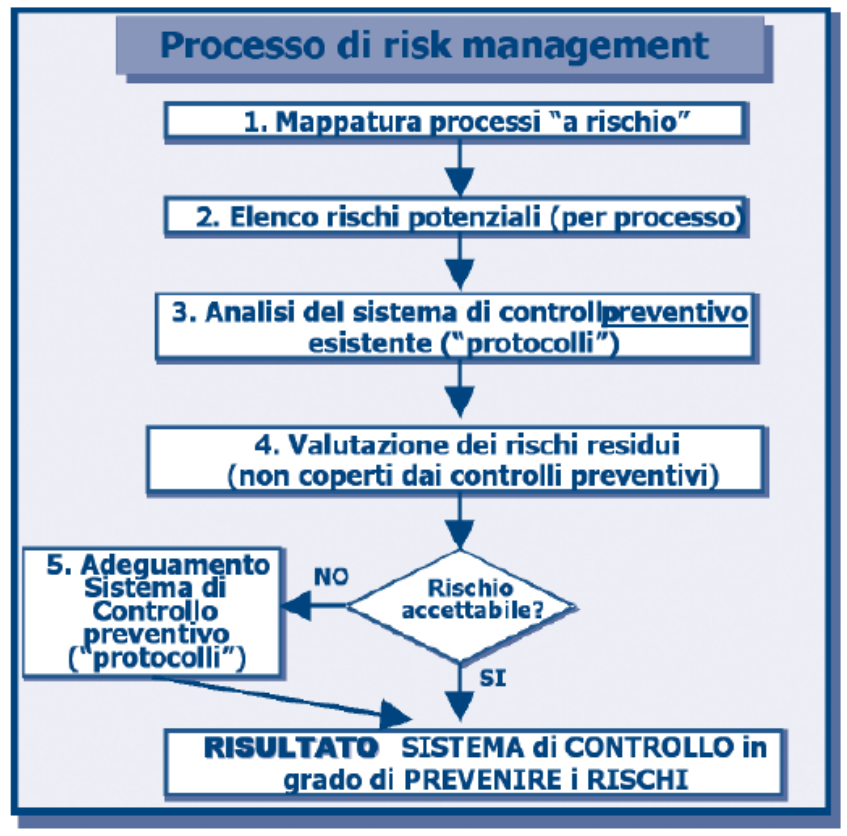 Processo di risk management
1. Mappatura processi “a rischio”
2. Elenco rischi potenziali (per processo)
3. Analisi del sistema di controllo preventivo
esistente (“protocolli”)
4. Valutazione dei rischi residui
(non coperti dai controlli preventivi)
5. Adeguamento
Sistema di
Controllo
preventivo
(“protocolli”)
NO
Rischio
accettabile?
SI
RISULTATO SISTEMA di CONTROLLO in
grado di PREVENIRE i RISCHI